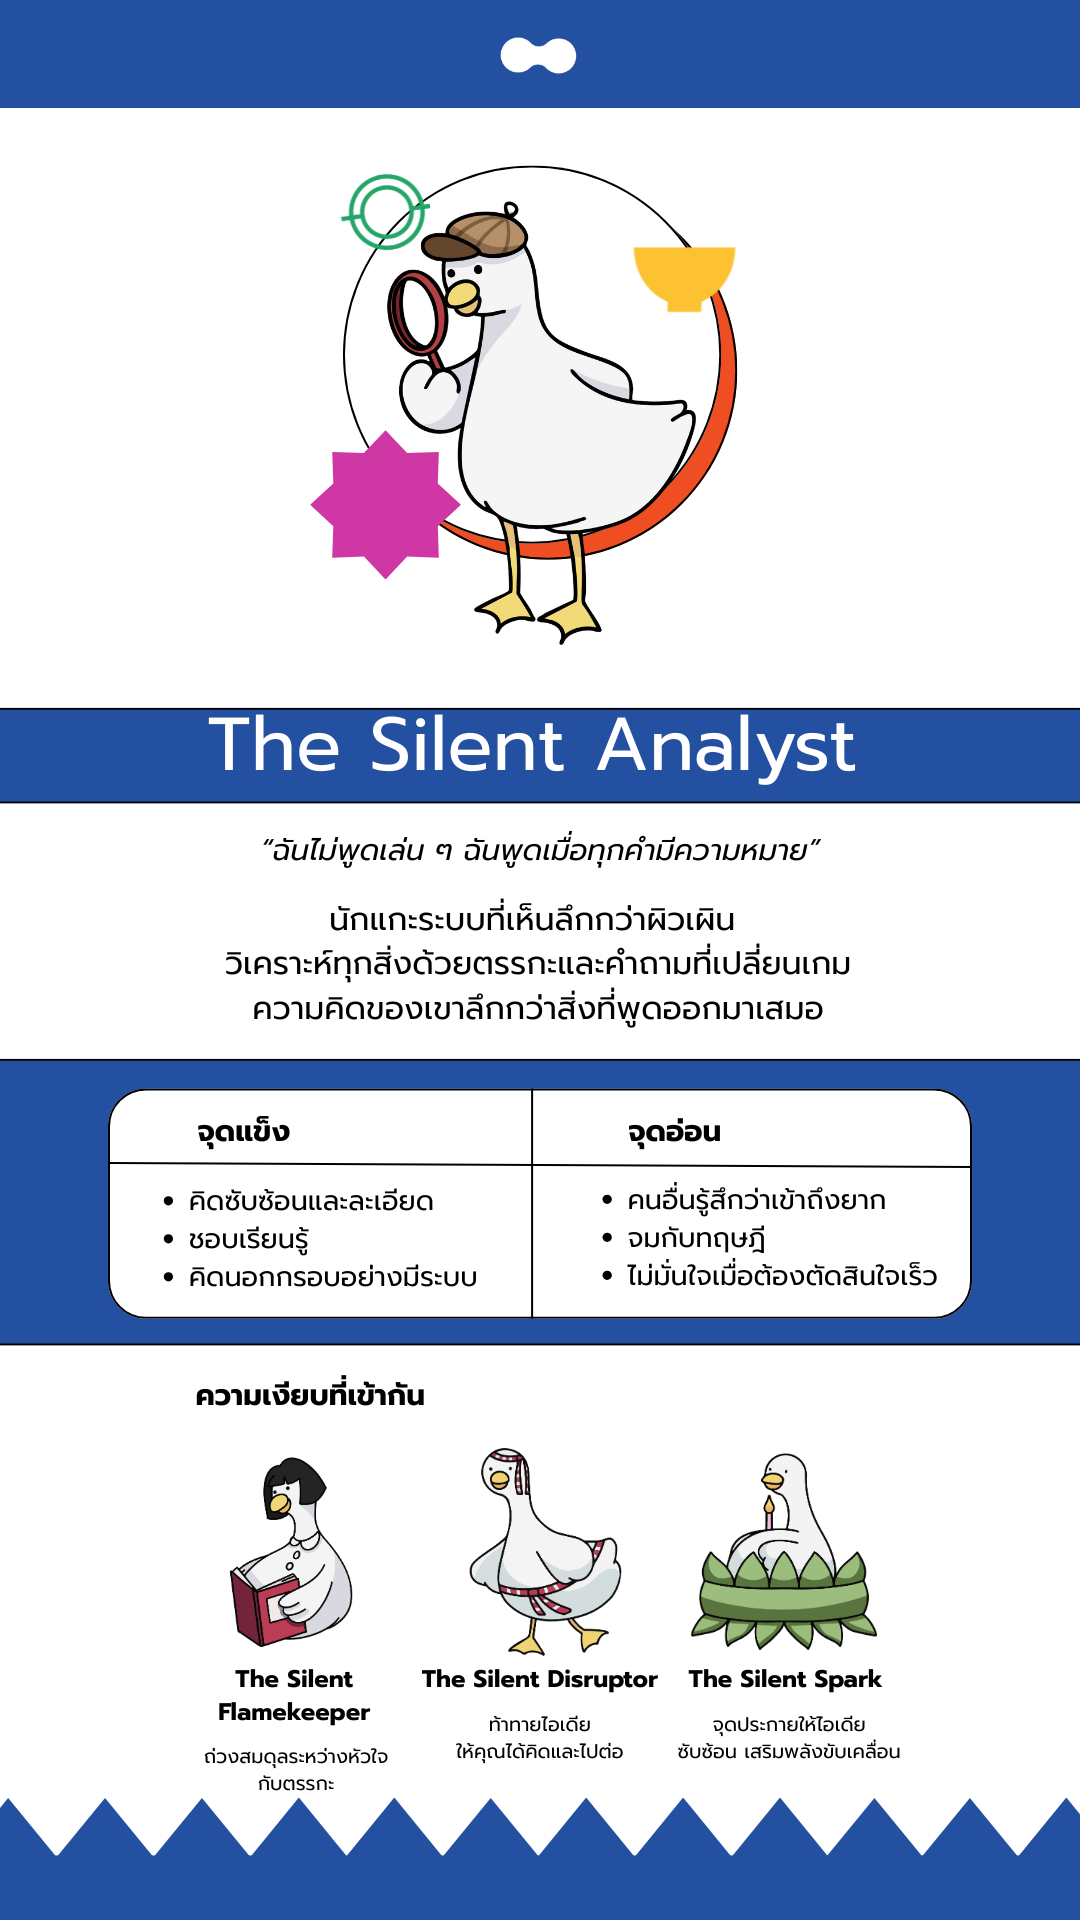 The Silent Analyst
“ฉันไม่พูดเล่น ๆ ฉันพูดเมื่อทุกคำมีความหมาย”
นักแกะระบบที่เห็นลึกกว่าผิวเผิน
วิเคราะห์ทุกสิ่งด้วยตรรกะและคำถามที่เปลี่ยนเกม
ความคิดของเขาลึกกว่าสิ่งที่พูดออกมาเสมอ
จุดแข็ง
• คิดซับซ้อนและละเอียด
• ชอบเรียนรู้
• คิดนอกกรอบอย่างมีระบบ
จุดอ่อน
• คนอื่นรู้สึกว่าเข้าถึงยาก
• จมกับทฤษฎี
• ไม่มั่นใจเมื่อต้องตัดสินใจเร็ว
ความเงียบที่เข้ากัน
The Silent
Flamekeeper
ถ่วงสมดุลระหว่างหัวใจ
กับตรรกะ
The Silent Disruptor
ท้าทายไอเดีย
ให้คุณได้คิดและไปต่อ
The Silent Spark
จุดประกายให้ไอเดีย
ซับซ้อน เสริมพลังขับเคลื่อน